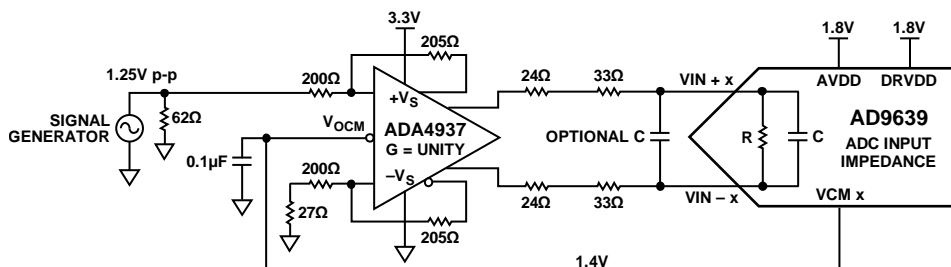 3.3V
1.8V
1.8V
205Ω
1.25V p-p
200Ω
24Ω
33Ω
VIN + x
AVDD
DRVDD
+VS
SIGNAL
GENERATOR
62Ω
VOCM
ADA4937
G = UNITY
OPTIONAL C
R
C
AD9639
ADC INPUT
IMPEDANCE
0.1µF
200Ω
–VS
27Ω
205Ω
24Ω
33Ω
VIN – x
VCM x
1.4V